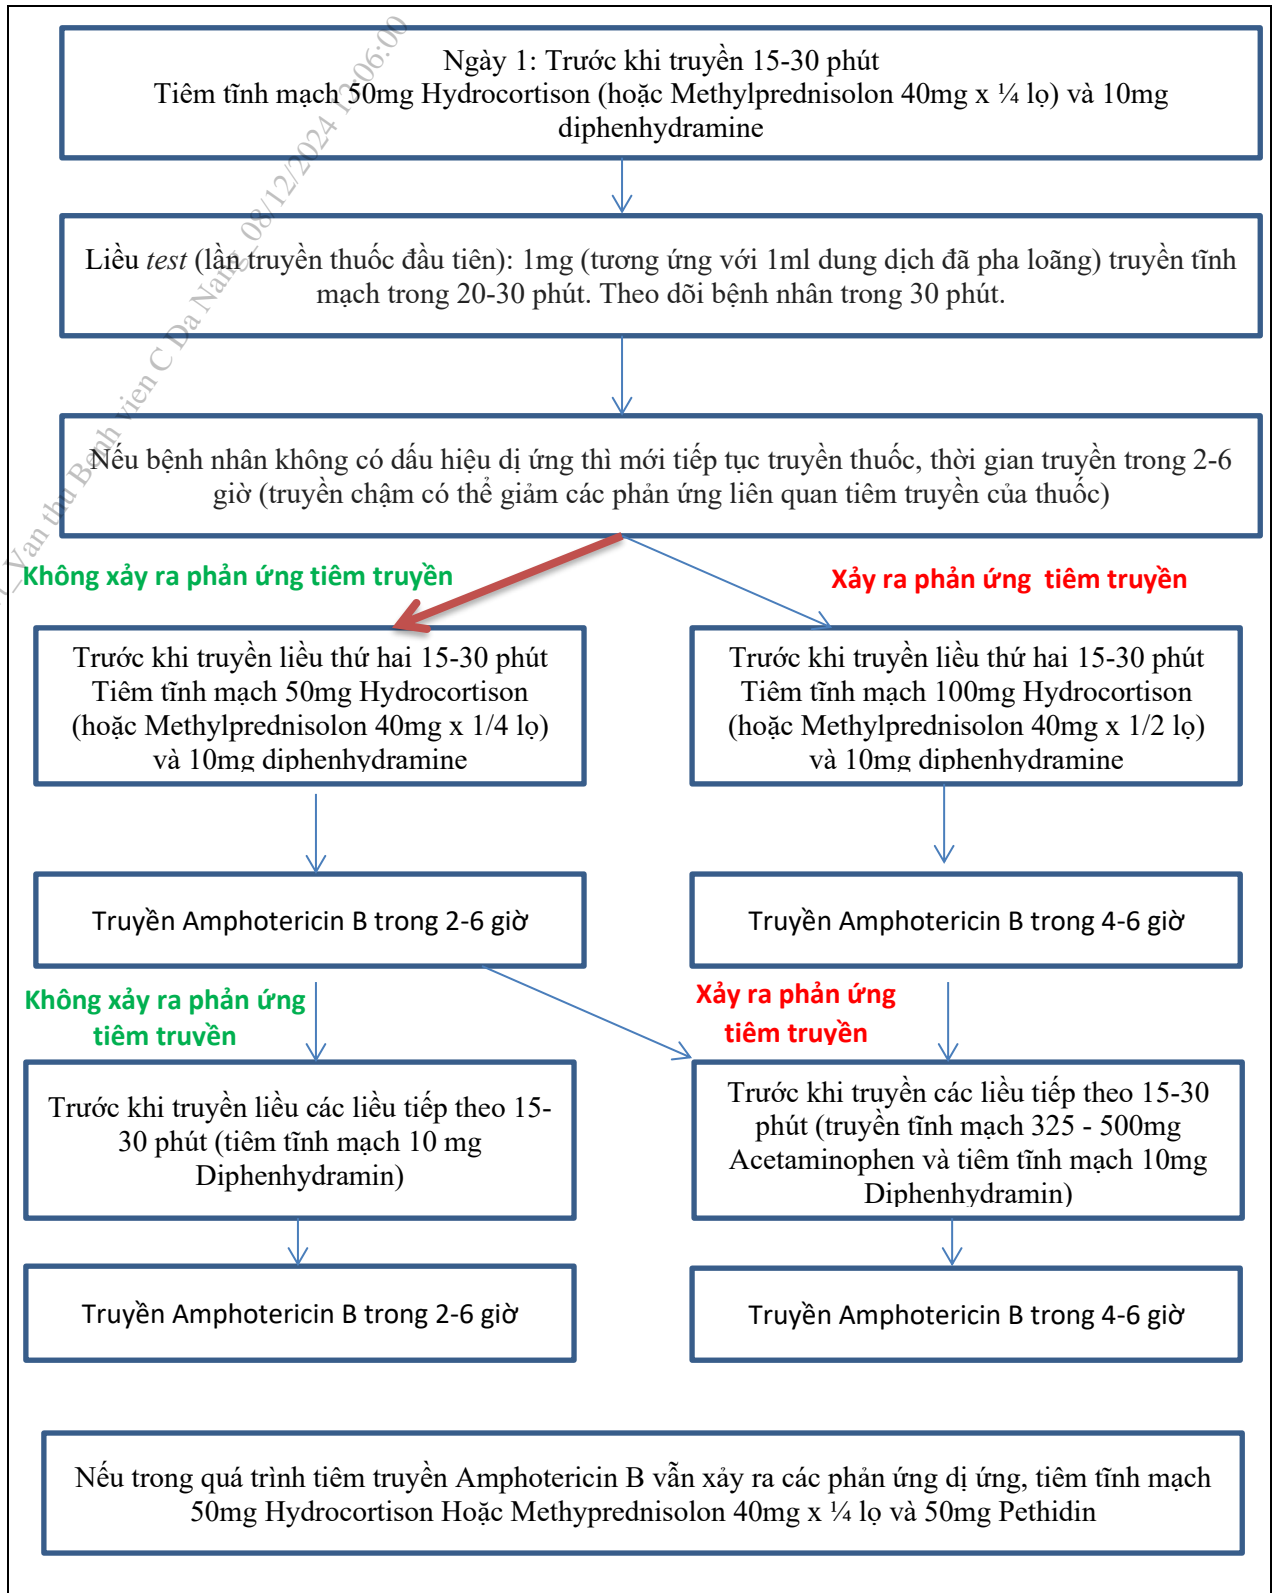 Ngày 1: Trước khi truyền 15-30 phút
Tiêm tĩnh mạch 50mg Hydrocortison (hoặc Methylprednisolon 40mg x ¼ lọ) và 10mg
diphenhydramine
Liều test (lần truyền thuốc đầu tiên): 1mg (tương ứng với 1ml dung dịch đã pha loãng) truyền tĩnh
mạch trong 20-30 phút. Theo dõi bệnh nhân trong 30 phút.
Nếu bệnh nhân không có dấu hiệu dị ứng thì mới tiếp tục truyền thuốc, thời gian truyền trong 2-6
giờ (truyền chậm có thể giảm các phản ứng liên quan tiêm truyền của thuốc)
Không xảy ra phản ứng tiêm truyền
Xảy ra phản ứng tiêm truyền
Trước khi truyền liều thứ hai 15-30 phút
Tiêm tĩnh mạch 50mg Hydrocortison
(hoặc Methylprednisolon 40mg x 1/4 lọ)
và 10mg diphenhydramine
Trước khi truyền liều thứ hai 15-30 phút
Tiêm tĩnh mạch 100mg Hydrocortison
(hoặc Methylprednisolon 40mg x 1/2 lọ)
và 10mg diphenhydramine
Truyền Amphotericin B trong 2-6 giờ
Truyền Amphotericin B trong 4-6 giờ
Không xảy ra phản ứng
tiêm truyền
Xảy ra phản ứng
tiêm truyền
Trước khi truyền liều các liều tiếp theo 15-
30 phút (tiêm tĩnh mạch 10 mg
Diphenhydramin)
Trước khi truyền các liều tiếp theo 15-30
phút (truyền tĩnh mạch 325 - 500mg
Acetaminophen và tiêm tĩnh mạch 10mg
Diphenhydramin)
Truyền Amphotericin B trong 2-6 giờ
Truyền Amphotericin B trong 4-6 giờ
Nếu trong quá trình tiêm truyền Amphotericin B vẫn xảy ra các phản ứng dị ứng, tiêm tĩnh mạch
50mg Hydrocortison Hoặc Methyprednisolon 40mg x ¼ lọ và 50mg Pethidin
Van thu Benh vien C Da Nang_08/12/2024 12:06:00